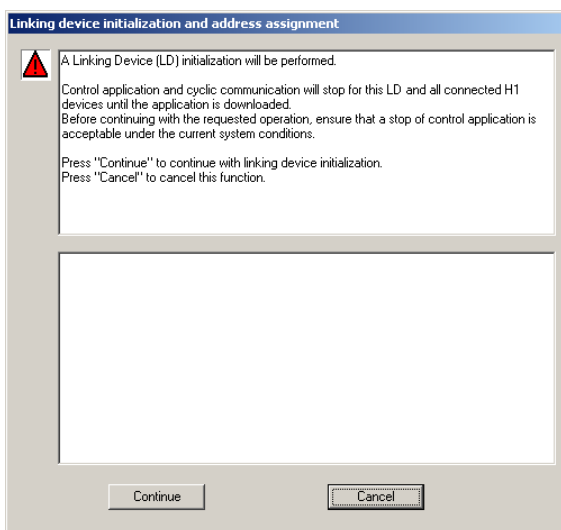 Linking device initialization and address assignment
A Linking Device (LD) initialization will be performed.
Control application and cyclic communication will stop for this LD and all connected H1
devices until the application is downloaded.
Before continuing with the requested operation, ensure that a stop of control application is
acceptable under the current system conditions.
Press "Continue" to continue with linking device initialization.
Press "Cancel" to cancel this function.
Continue
Cancel